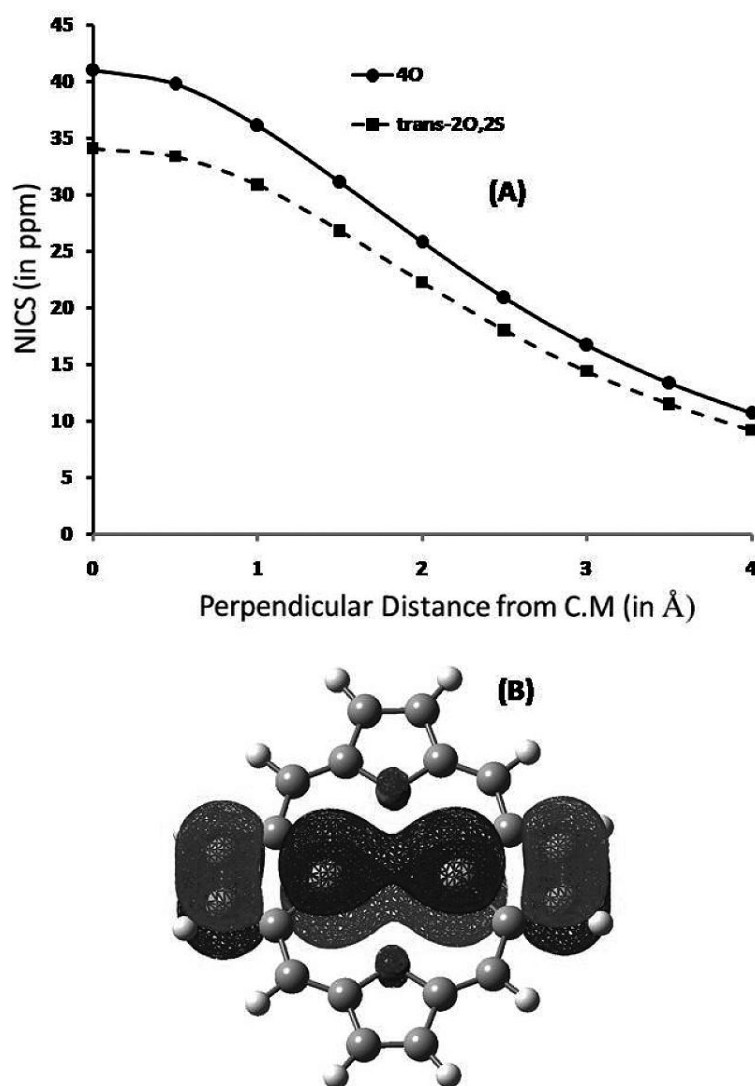 45
40
35
30
25
20
15
10
5
0
4O
trans-2O,2S
(A)
NICS (in ppm)
0 1 2 3 4
Perpendicular Distance from C.M (in Å)
(B)